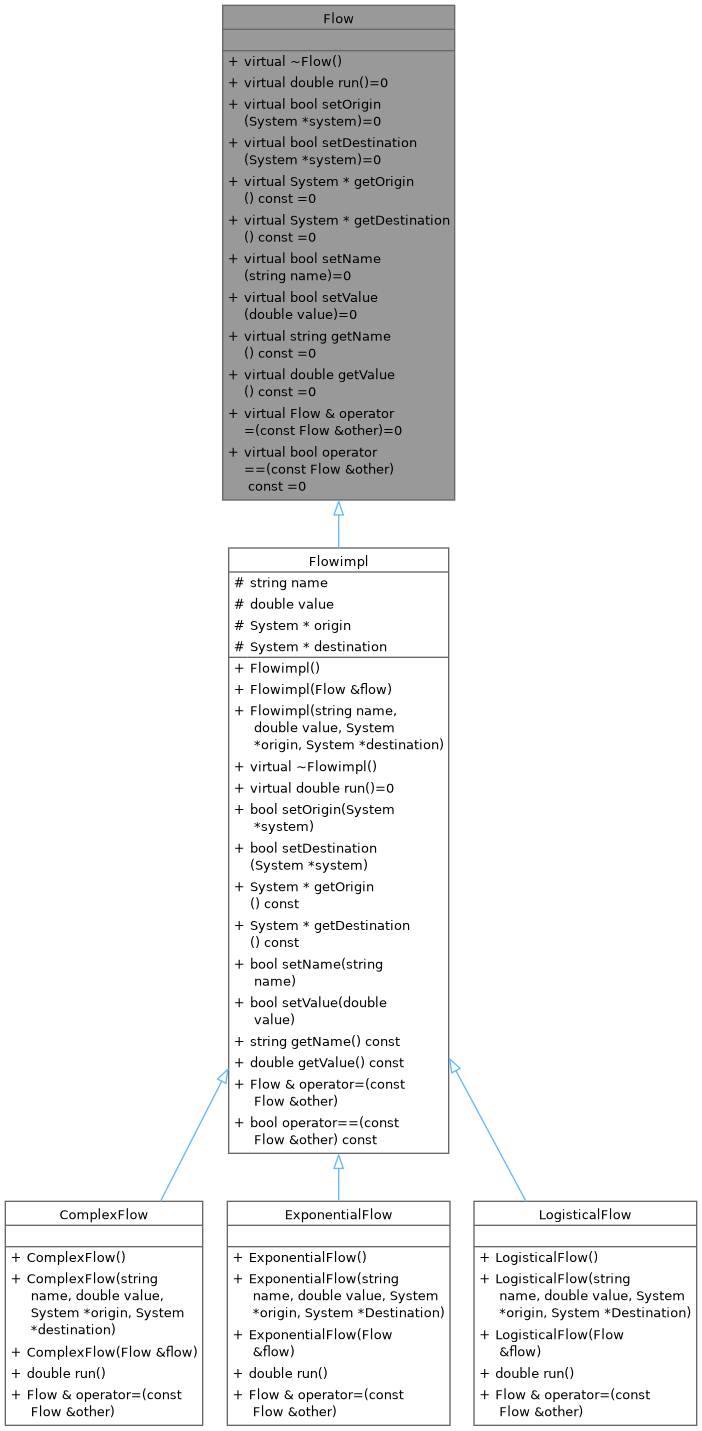 Flow
+ virtual ~Flow()
+ virtual double run()=0
+ virtual bool setOrigin
(System *system)=0
+ virtual bool setDestination
(System *system)=0
+ virtual System * getOrigin
() const =0
+ virtual System * getDestination
() const =0
+ virtual bool setName
(string name)=0
+ virtual bool setValue
(double value)=0
+ virtual string getName
() const =0
+ virtual double getValue
() const =0
+ virtual Flow & operator
=(const Flow &other)=0
+ virtual bool operator
==(const Flow &other)
const =0
Flowimpl
# string name
# double value
# System * origin
# System * destination
+ Flowimpl()
+ Flowimpl(Flow &flow)
+ Flowimpl(string name,
double value, System
*origin, System *destination)
+ virtual ~Flowimpl()
+ virtual double run()=0
+ bool setOrigin(System
*system)
+ bool setDestination
(System *system)
+ System * getOrigin
() const
+ System * getDestination
() const
+ bool setName(string
name)
+ bool setValue(double
value)
+ string getName() const
+ double getValue() const
+ Flow & operator=(const
Flow &other)
+ bool operator==(const
Flow &other) const
ComplexFlow
+ ComplexFlow()
+ ComplexFlow(string
name, double value,
System *origin, System
*destination)
+ ComplexFlow(Flow &flow)
+ double run()
+ Flow & operator=(const
Flow &other)
ExponentialFlow
+ ExponentialFlow()
+ ExponentialFlow(string
name, double value, System
*origin, System *Destination)
+ ExponentialFlow(Flow
&flow)
+ double run()
+ Flow & operator=(const
Flow &other)
LogisticalFlow
+ LogisticalFlow()
+ LogisticalFlow(string
name, double value, System
*origin, System *Destination)
+ LogisticalFlow(Flow
&flow)
+ double run()
+ Flow & operator=(const
Flow &other)